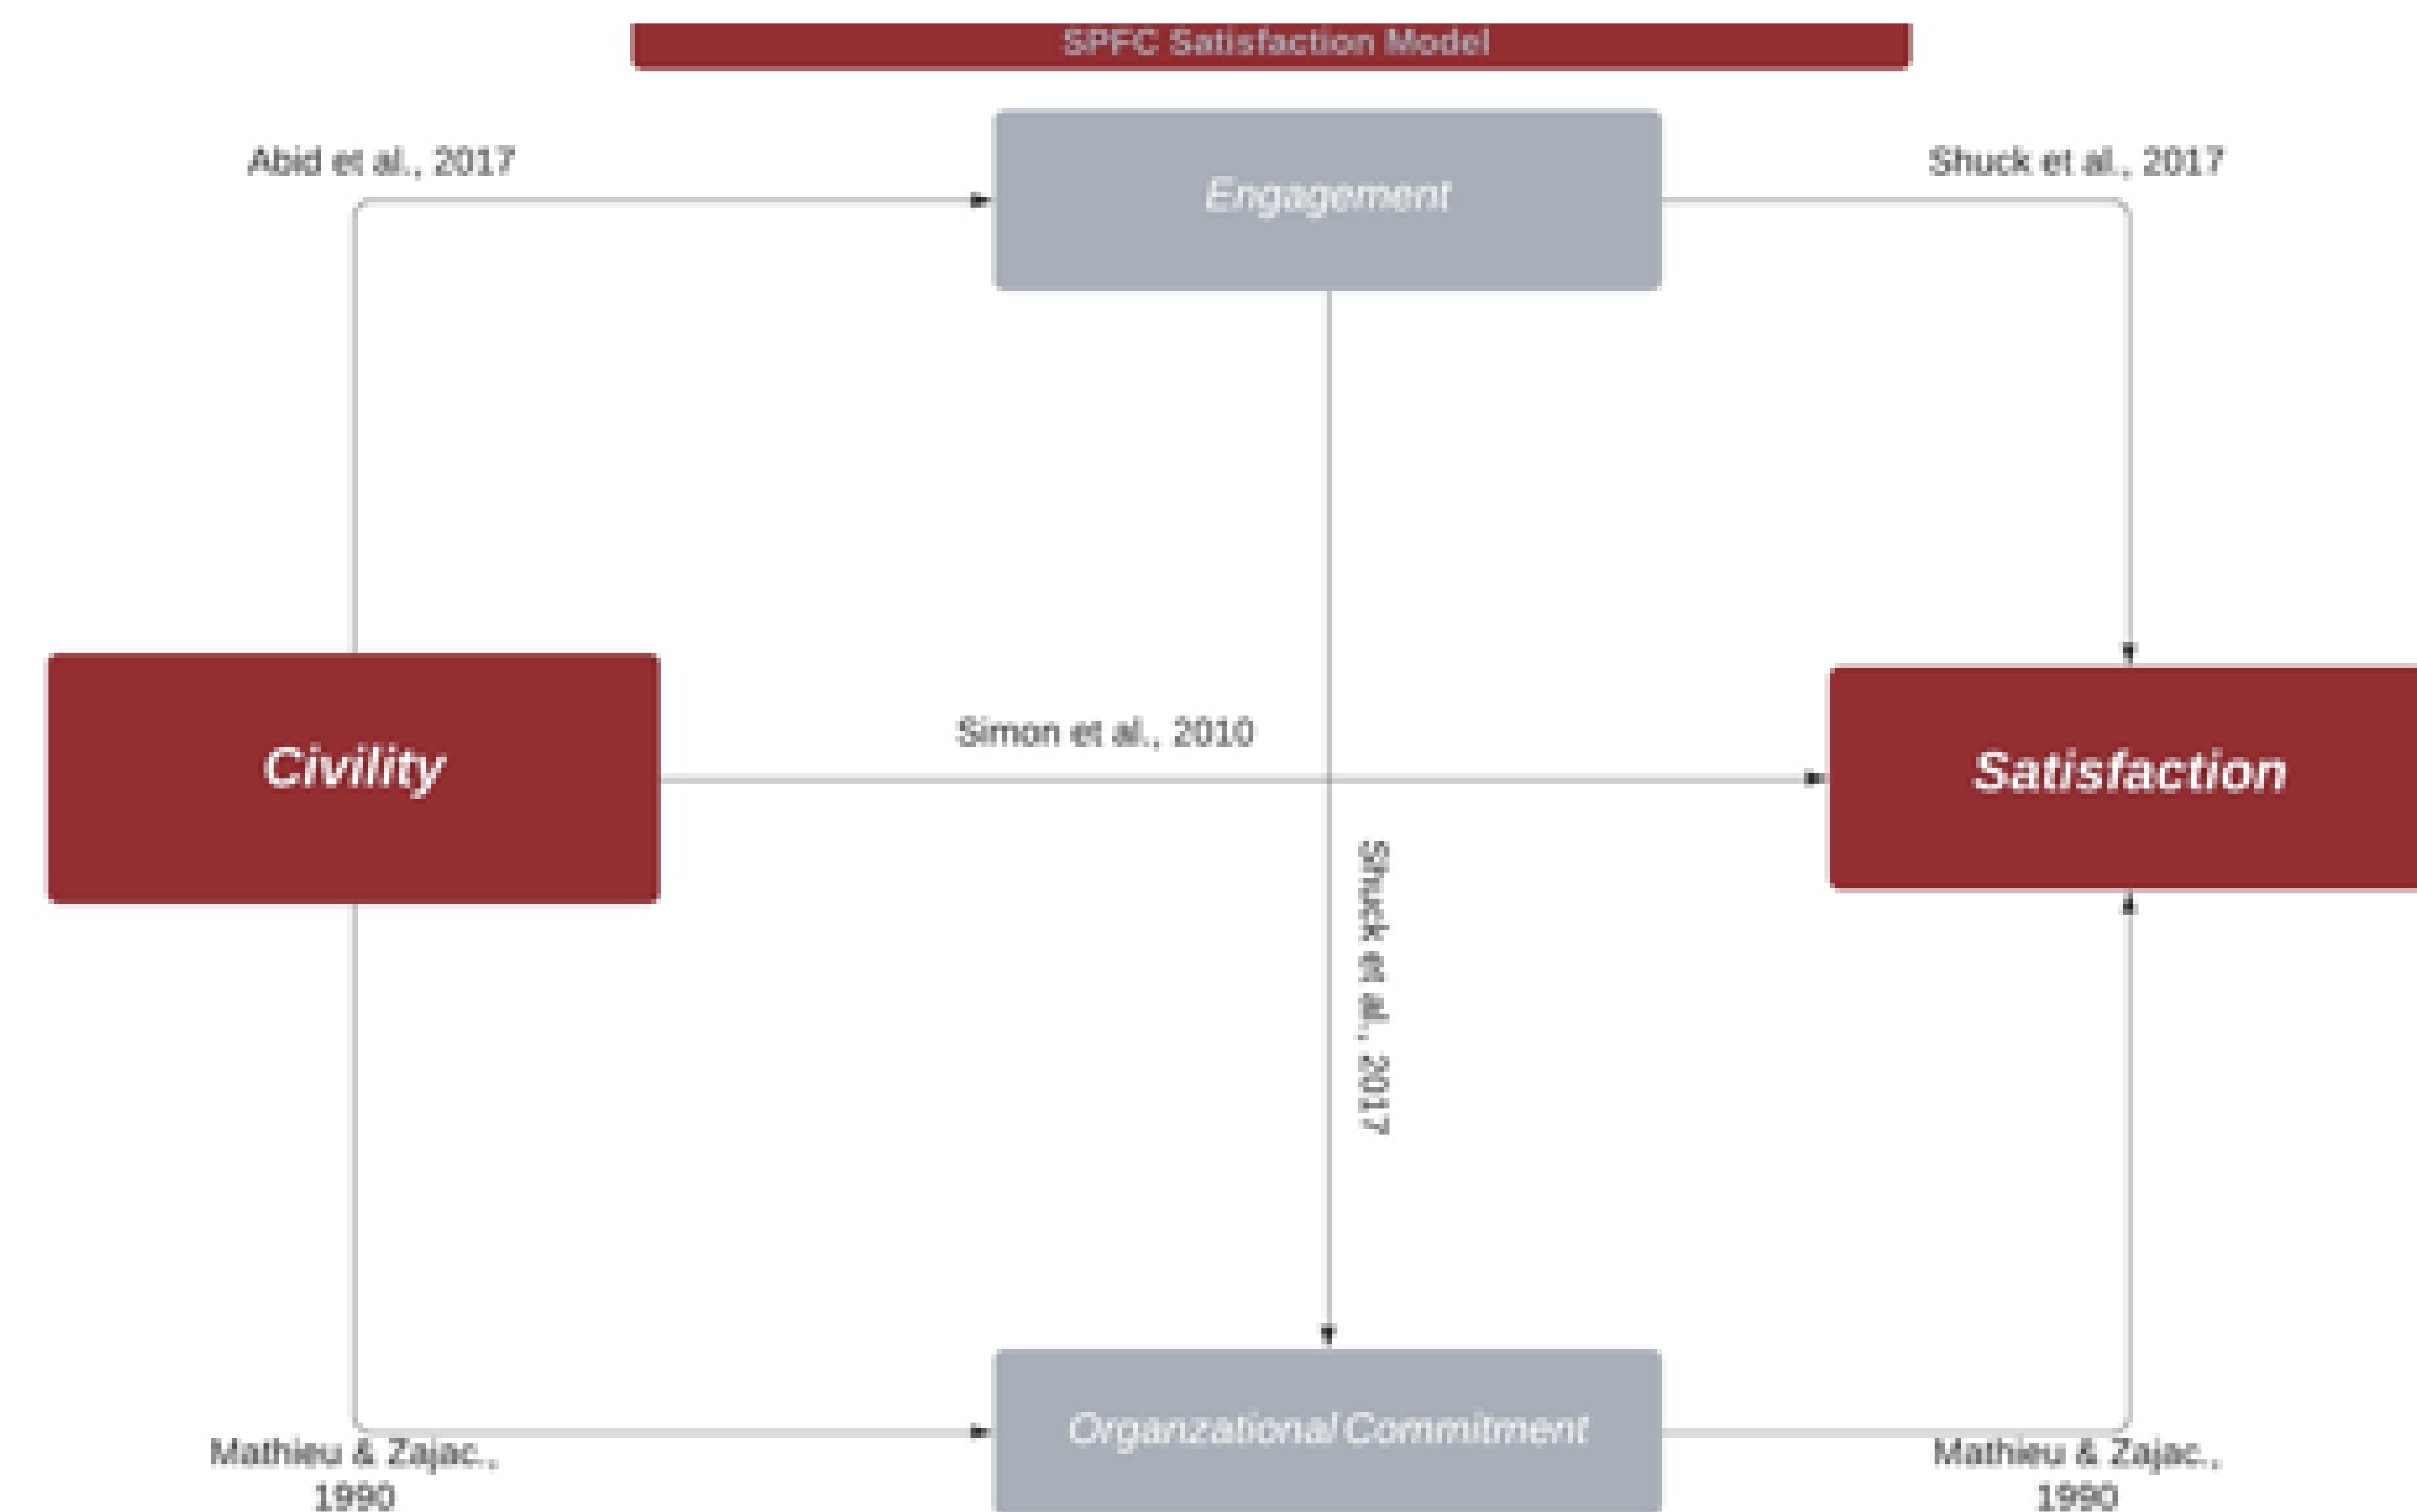 SPFC Satisfaction Model
Abid et al., 2017
Engagement
Shuck et al., 2017
Civility
Simon et al., 2010
Satisfaction
Shuck et al., 2017
Organzational Commitment
Mathieu & Zajac.,
1990
Mathieu & Zajac.,
1990